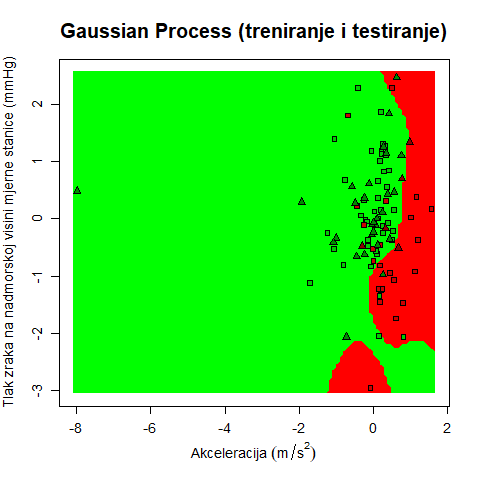 Gaussian Process (treniranje i testiranje)
Tlak zraka na nadmorskoj visini mjerne stanice (mmHg)
2
1
0
-1
-2
-3
-8 -6 -4 -2 0 2
Akceleracija (m/s²)